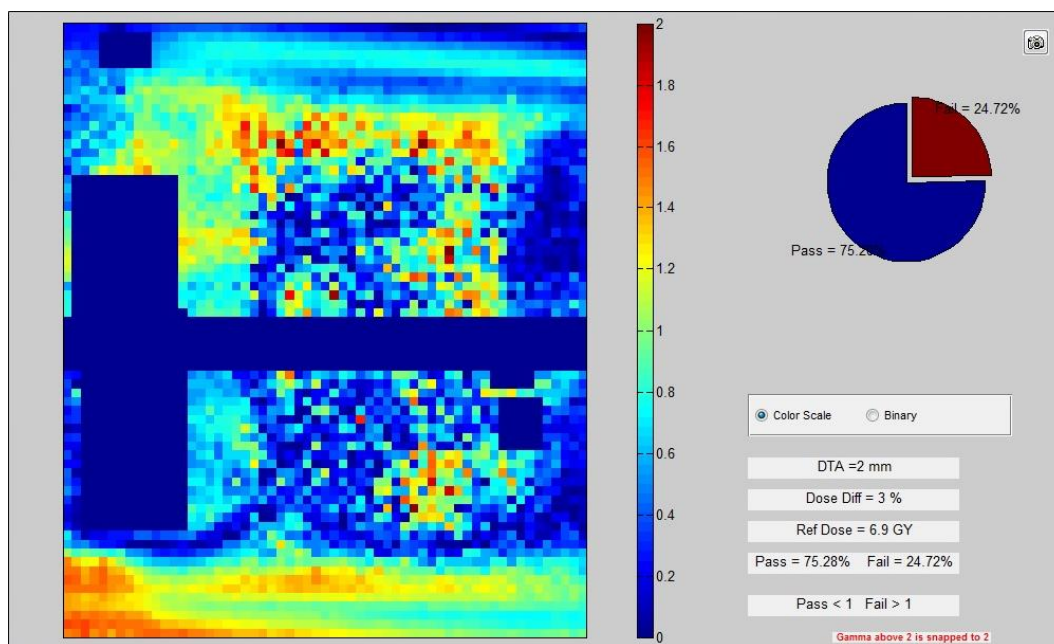 2
1.8
1.6
1.4
1.2
1
0.8
0.6
0.4
0.2
0
Fail = 24.72%
Pass = 75.28%
Color Scale Binary
DTA =2 mm
Dose Diff = 3 %
Ref Dose = 6.9 GY
Pass = 75.28% Fail = 24.72%
Pass < 1 Fail > 1
Gamma above 2 is snapped to 2